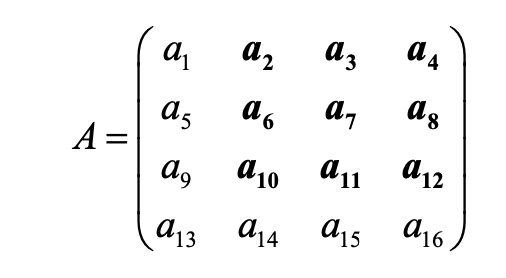 a₁ a₂ a₃ a₄
a₅ a₆ a₇ a₈
A = a₉ a₁₀ a₁₁ a₁₂
a₁₃ a₁₄ a₁₅ a₁₆